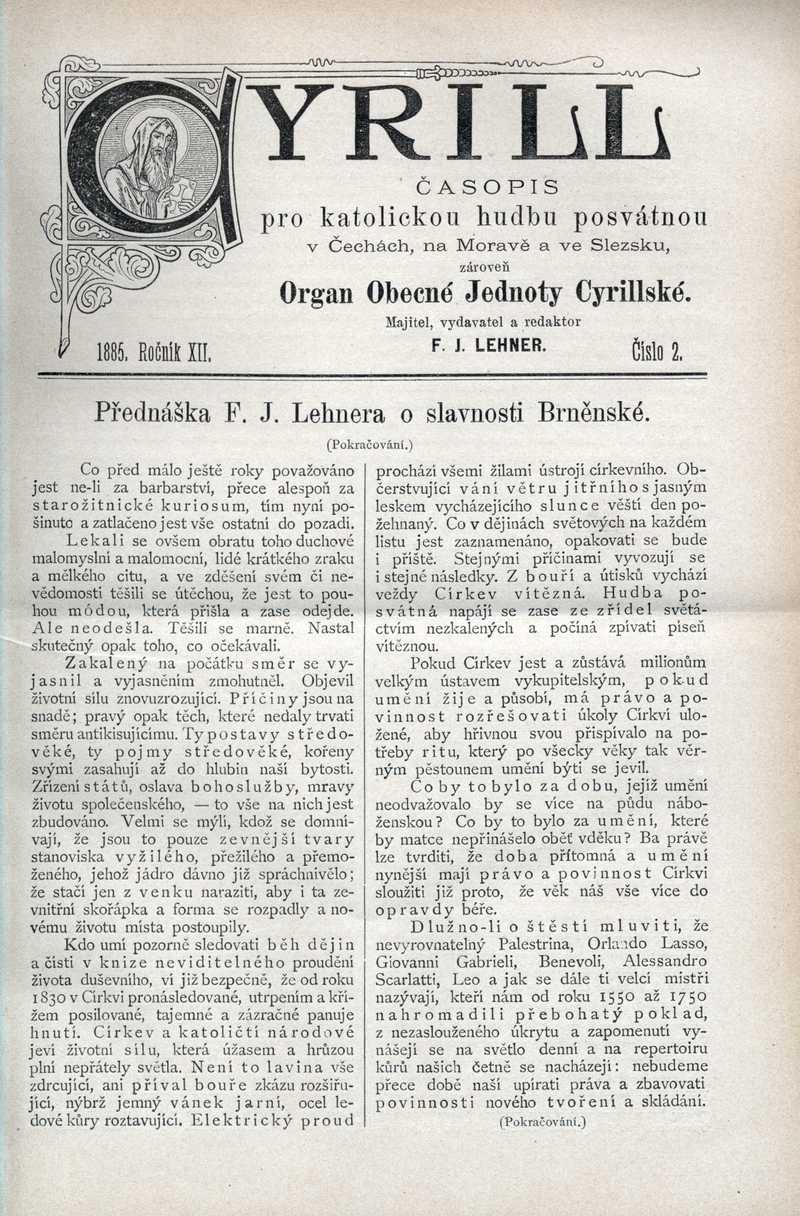 CYRILL
ČASOPIS
pro katolickou hudbu posvátnou
v Čechách, na Moravě a ve Slezsku,
zároveň
Organ Obecné Jednoty Cyrillské.
Majitel, vydavatel a redaktor
1885. Ročník XII.
F. J. LEHNER.
Číslo 2.
Přednáška F. J. Lehnera o slavnosti Brněnské.
(Pokračování.)
Co před málo ještě roky považováno
jest ne-li za barbarství, přece alespoň za
starožitnické kuriosum, tím nyní po-
šinuto a zatlačeno jest vše ostatní do pozadí.
Lekali se ovšem obratu toho duchové
malomyslní a malomocní, lidé krátkého zraku
a mělkého citu, a ve zděšení svém či ne-
vědomosti těšili se útěchou, že jest to pou-
hou módou, která přišla a zase odejde.
Ale neodešla. Těšili se marně. Nastal
skutečný opak toho, co očekávali.
Zakalený na počátku směr se vy-
jasnil a vyjasněním zmohutněl. Objevil
životní sílu znovuzrozující. Příčiny jsou na
snadě; pravý opak těch, které nedaly trvati
směru antikisujícímu. Ty postavy středo-
věké, ty pojmy středověké, kořeny
svými zasahují až do hlubin naší bytosti.
Zřízení států, oslava bohoslužby, mravy
životu společenského, — to vše na nich jest
zbudováno. Velmi se mýlí, kdož se domní-
vají, že jsou to pouze zevnější tvary
stanoviska vyžilého, přežilého a přemo-
ženého, jehož jádro dávno již spráchnivělo;
že stačí jen z venku naraziti, aby i ta ze-
vnitřní skořápka a forma se rozpadly a no-
vému životu místa postoupily.
Kdo umí pozorně sledovati běh dějin
a čísti v knize neviditelného proudění
života duševního, ví již bezpečně, že od roku
1830 v Církvi pronásledované, utrpením a kří-
žem posilované, tajemné a zázračné panuje
hnutí. Církev a katoličtí národové
jeví životní sílu, která úžasem a hrůzou
plní nepřátely světla. Není to lavina vše
zdrcující, ani příval bouře zkázu rozšiřu-
jící, nýbrž jemný vánek jarní, ocel le-
dové kůry roztavující. Elektrický proud
prochází všemi žilami ústrojí církevního. Ob-
čerstvující vání větru jitřního s jasným
leskem vycházejícího slunce věští den po-
žehnaný. Co v dějinách světových na každém
listu jest zaznamenáno, opakovati se bude
i příště. Stejnými příčinami vyvozují se
i stejné následky. Z bouří a útisků vychází
veždy Církev vítězná. Hudba po-
svátná napájí se zase ze zřídel světá-
ctvím nezkalených a počíná zpívati píseň
vítěznou.
Pokud Církev jest a zůstává milionům
velkým ústavem vykupitelským, pokud
umění žije a působí, má právo a po-
vinnost rozřešovati úkoly Církví ulo-
žené, aby hřivnou svou přispívalo na po-
třeby ritu, který po všecky věky tak věr-
ným pěstounem umění býti se jevil.
Co by to bylo za dobu, jejíž umění
neodvažovalo by se více na půdu nábo-
ženskou? Co by to bylo za umění, které
by matce nepřinášelo oběť vděku? Ba právě
lze tvrditi, že doba přítomná a umění
nynější mají právo a povinnost Církvi
sloužiti již proto, že věk náš vše více do
opravdy béře.
Dlužno-li o štěstí mluviti, že
nevyrovnatelný Palestrina, Orlando Lasso,
Giovanni Gabrieli, Benevoli, Alessandro
Scarlatti, Leo a jak se dále ti velcí mistři
nazývají, kteří nám od roku 1550 až 1750
nahromadili přebohatý poklad,
z nezaslouženého úkrytu a zapomenutí vy-
nášejí se na světlo denní a na repertoiru
kůrů našich četně se nacházejí: nebudeme
přece době naší upírati práva a zbavovati
povinnosti nového tvoření a skládání.
(Pokračování.)